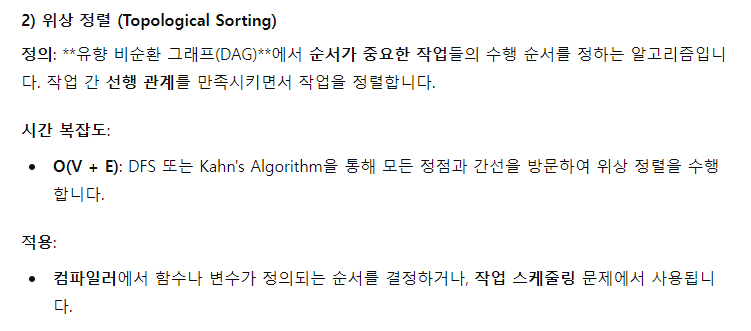 2) 위상 정렬 (Topological Sorting)
정의: **유향 비순환 그래프(DAG)**에서 순서가 중요한 작업들의 수행 순서를 정하는 알고리즘입니
다. 작업 간 선행 관계를 만족시키면서 작업을 정렬합니다.
시간 복잡도:
• O(V + E): DFS 또는 Kahn's Algorithm을 통해 모든 정점과 간선을 방문하여 위상 정렬을 수행
합니다.
적용:
• 컴파일러에서 함수나 변수가 정의되는 순서를 결정하거나, 작업 스케줄링 문제에서 사용됩니
다.